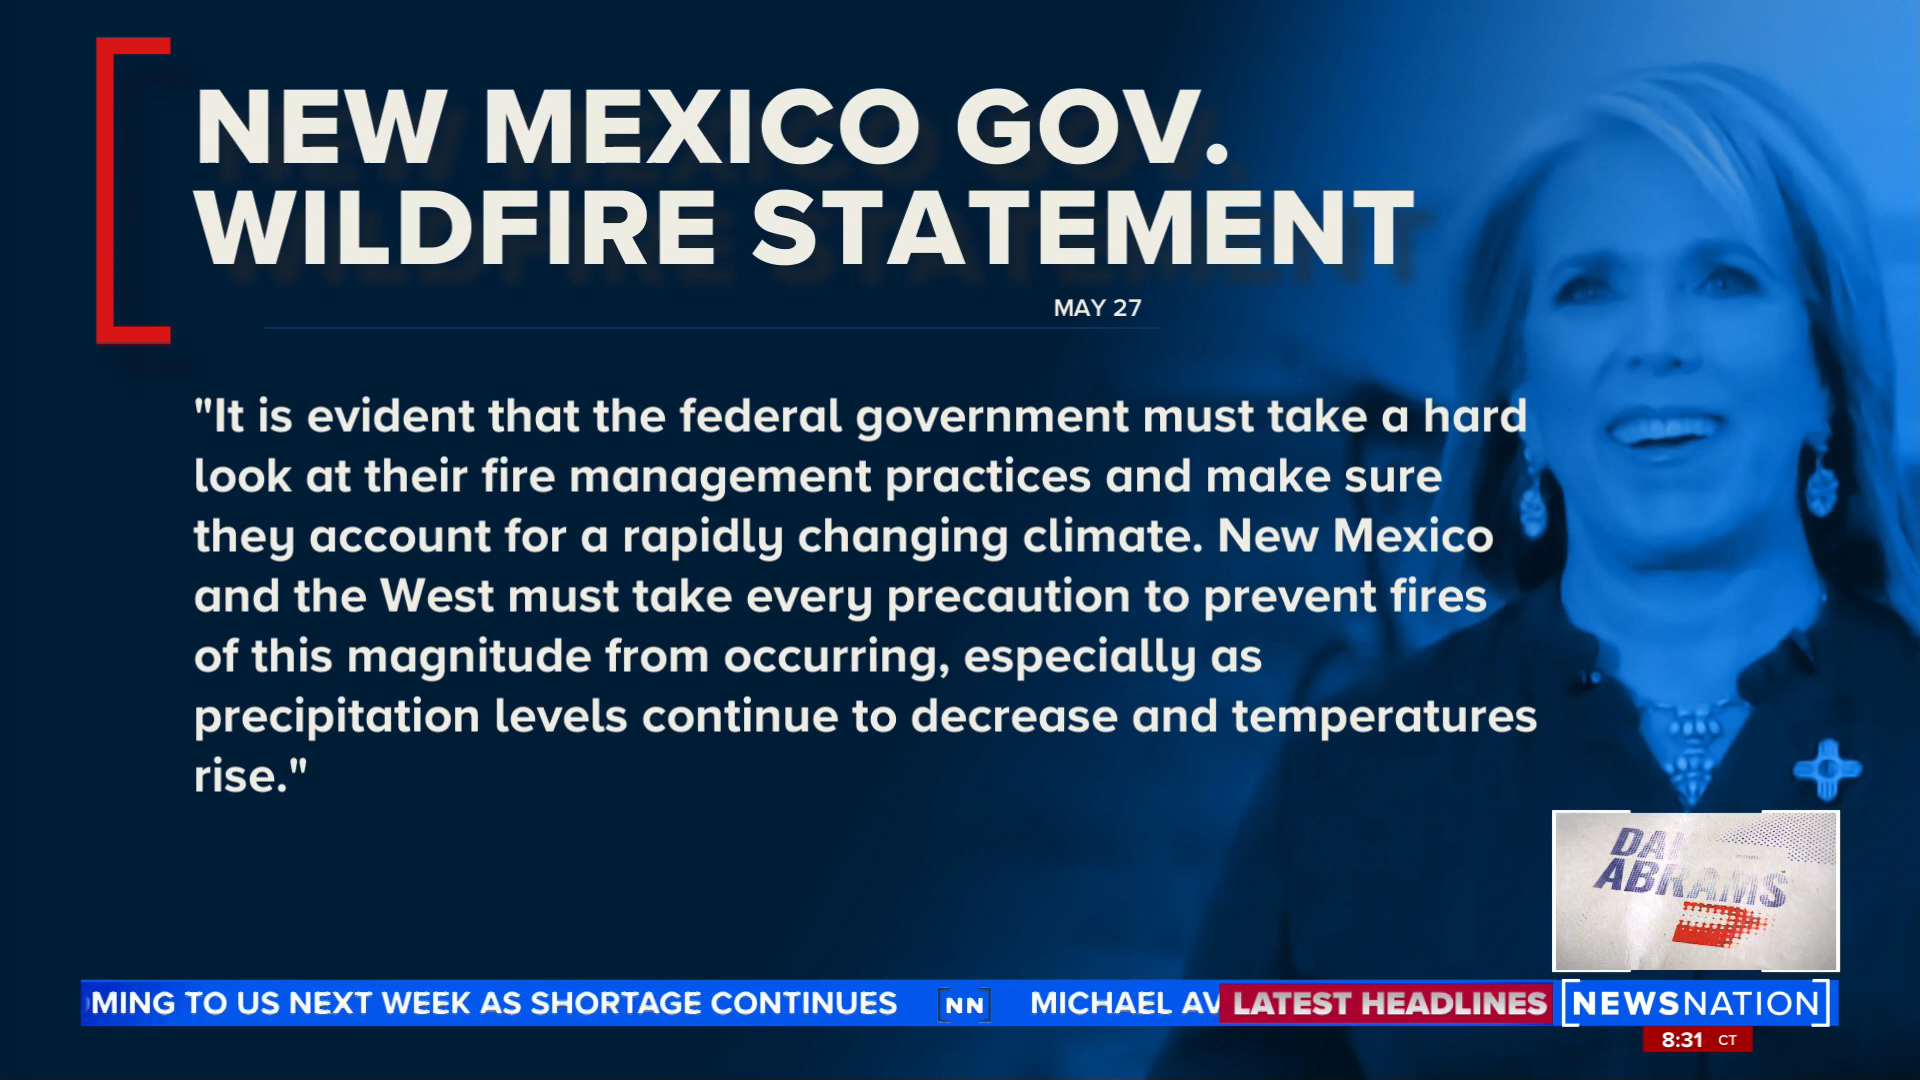 NEW MEXICO GOV.
WILDFIRE STATEMENT
MAY 27
"It is evident that the federal government must take a hard
look at their fire management practices and make sure
they account for a rapidly changing climate. New Mexico
and the West must take every precaution to prevent fires
of this magnitude from occurring, especially as
precipitation levels continue to decrease and temperatures
rise."
DAN
ABRAMS
MING TO US NEXT WEEK AS SHORTAGE CONTINUES [NN] MICHAEL AV LATEST HEADLINES [NEWSNATION]
8:31 CT